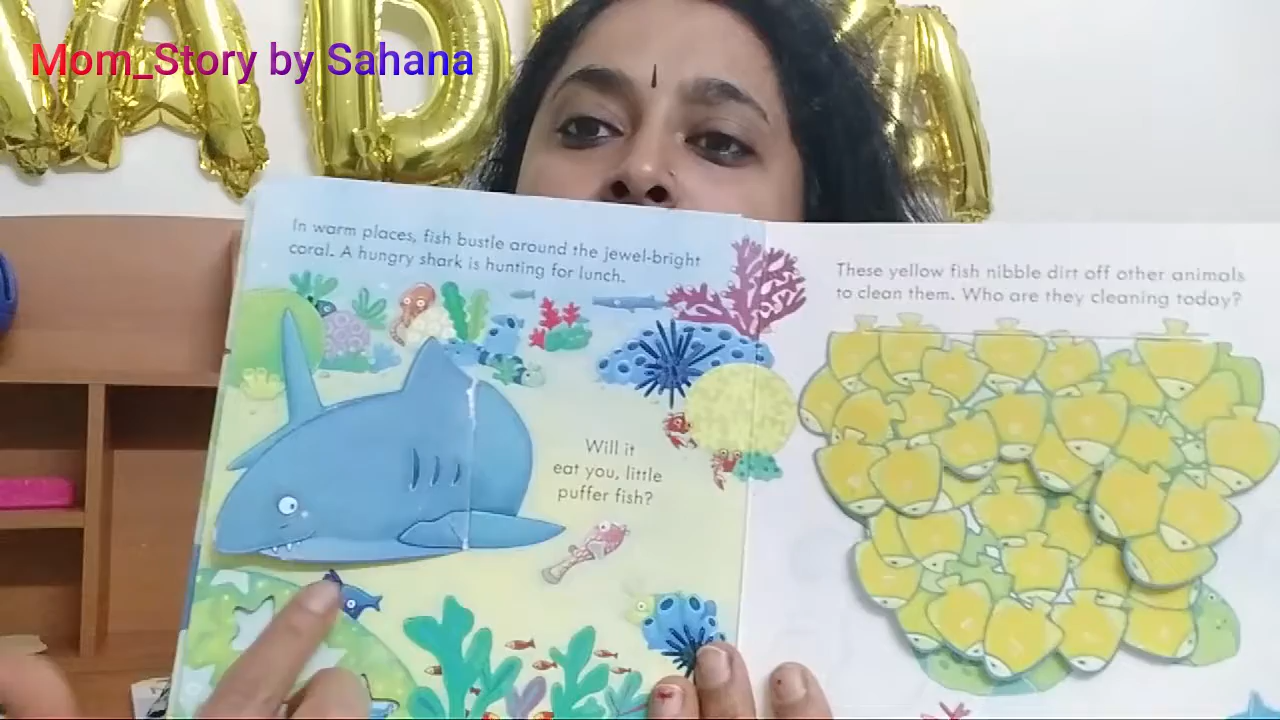 Mom_Story by Sahana
In warm places, fish bustle around the jewel-bright
coral. A hungry shark is hunting for lunch.
Will it
eat you, little
puffer fish?
These yellow fish nibble dirt off other animals
to clean them. Who are they cleaning today?